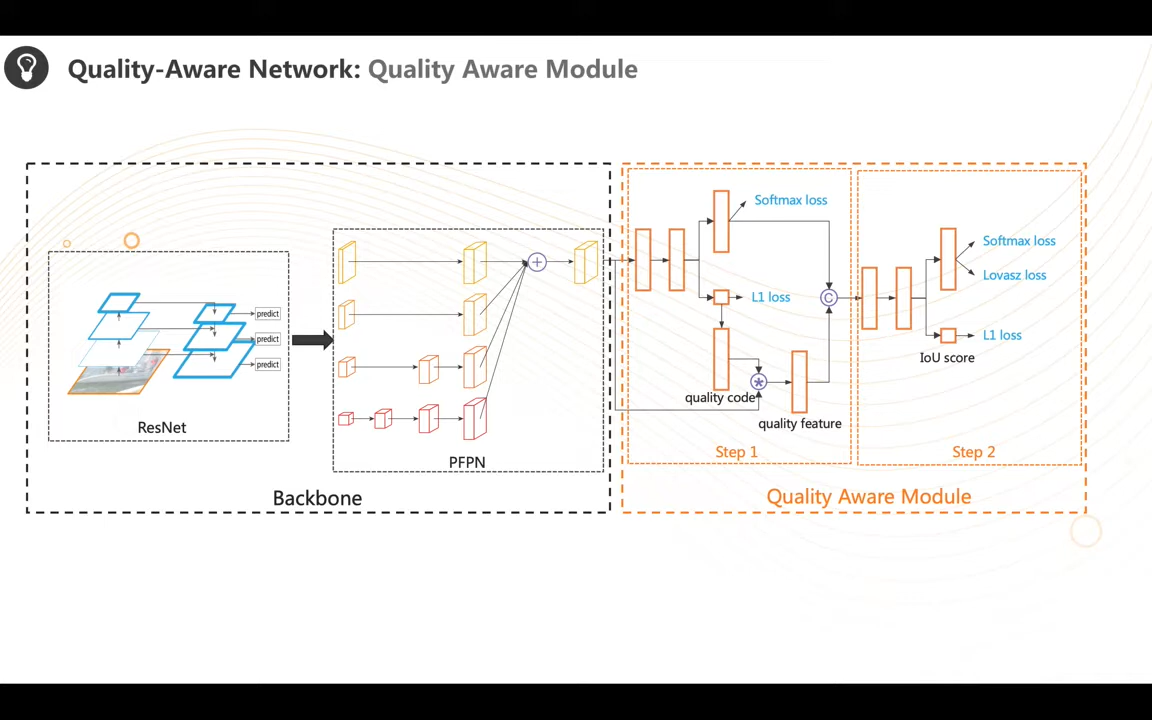 Quality-Aware Network: Quality Aware Module
predict
predict
predict
ResNet
PFPN
Backbone
Softmax loss
L1 loss
C
quality code
*
quality feature
Step 1
Softmax loss
Lovasz loss
L1 loss
IoU score
Step 2
Quality Aware Module